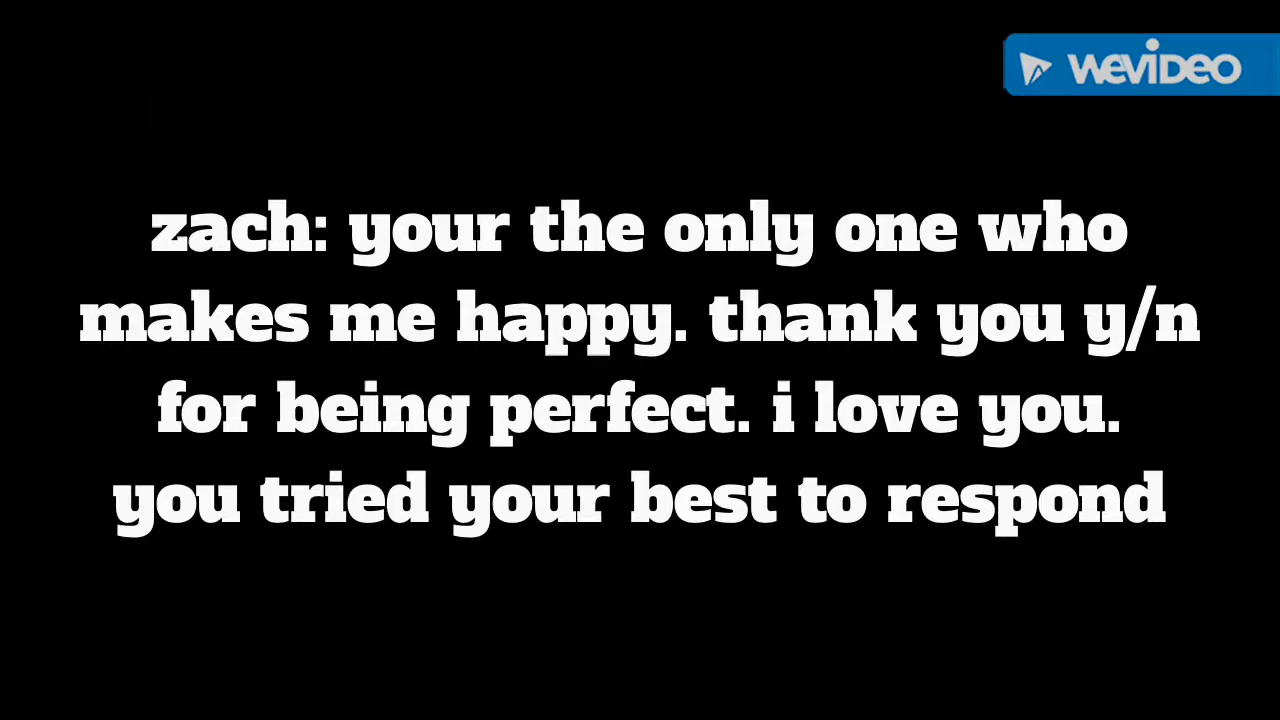 WEVIDEO
zach: your the only one who
makes me happy. thank you y/n
for being perfect. i love you.
you tried your best to respond